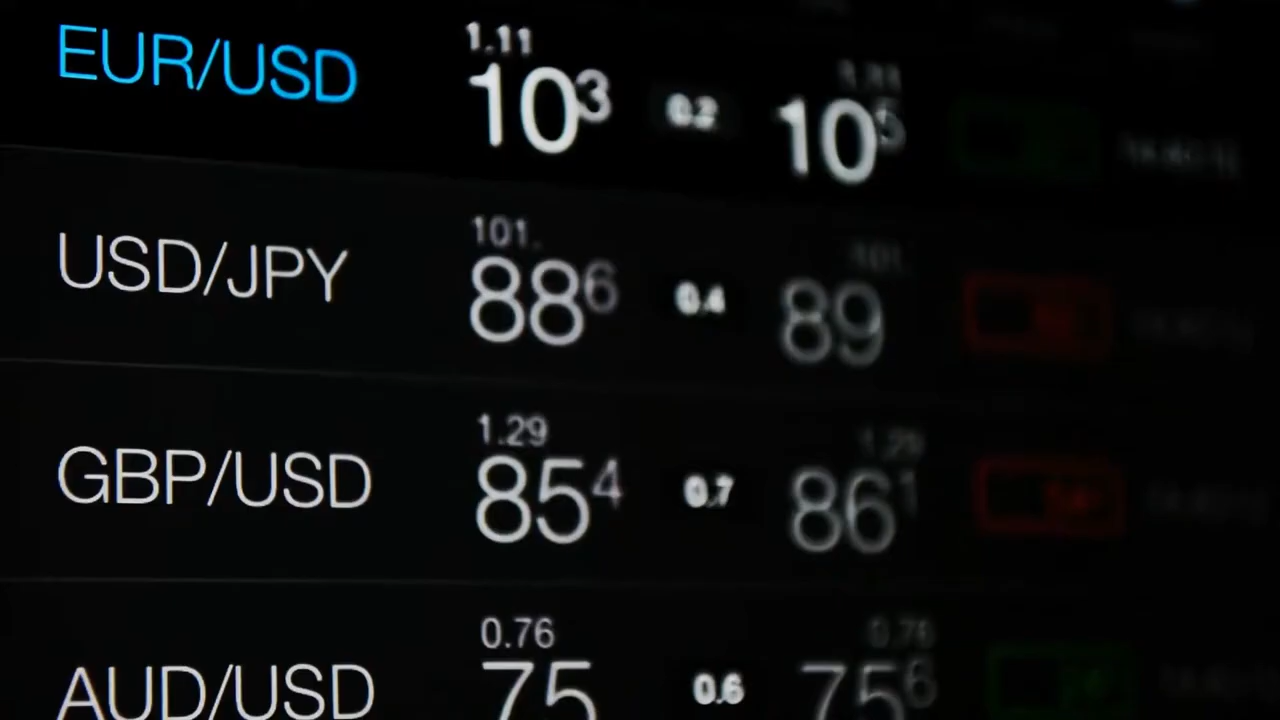 EUR/USD 1.11 10³ 0.2 1.11 10⁵
USD/JPY 101. 88⁶ 0.4 101. 89
GBP/USD 1.29 85⁴ 0.7 1.29 86¹
AUD/USD 0.76 75 0.6 0.76 75⁶